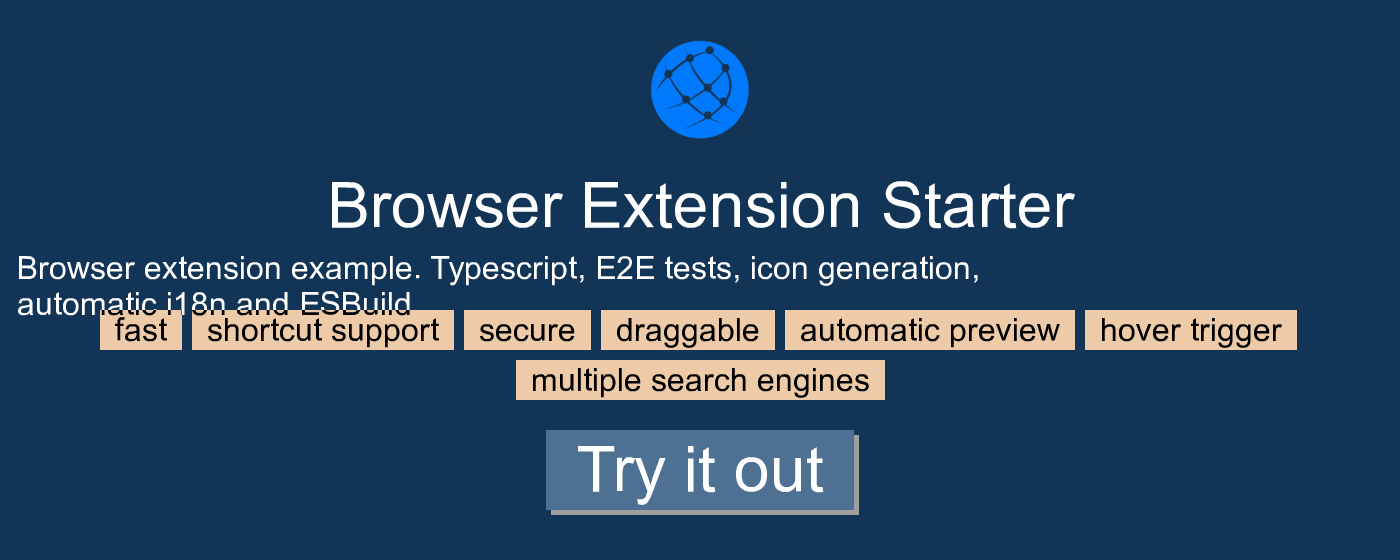 Browser Extension Starter
Browser extension example. Typescript, E2E tests, icon generation,
automatic i18n and ESBuild
fast shortcut support secure draggable automatic preview hover trigger
multiple search engines
Try it out